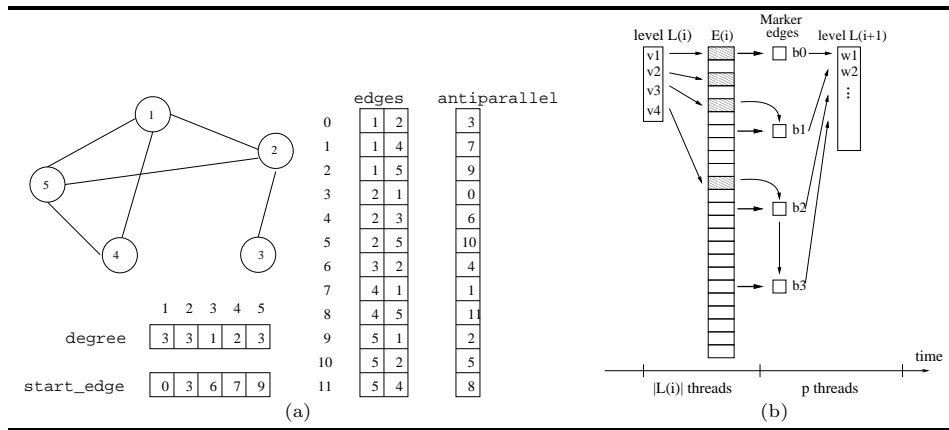 1
2
5
4
3
1 2 3 4 5
degree 3 3 1 2 3
start_edge 0 3 6 7 9
edges antiparallel
0 1 2 3
1 1 4 7
2 1 5 9
3 2 1 0
4 2 3 6
5 2 5 10
6 3 2 4
7 4 1 1
8 4 5 11
9 5 1 2
10 5 2 5
11 5 4 8
(a)
Marker
edges
level L(i) E(i) level L(i+1)
v1 b0 w1
v2 w2
v3 ...
v4
b1
b2
b3
time
|L(i)| threads p threads
(b)